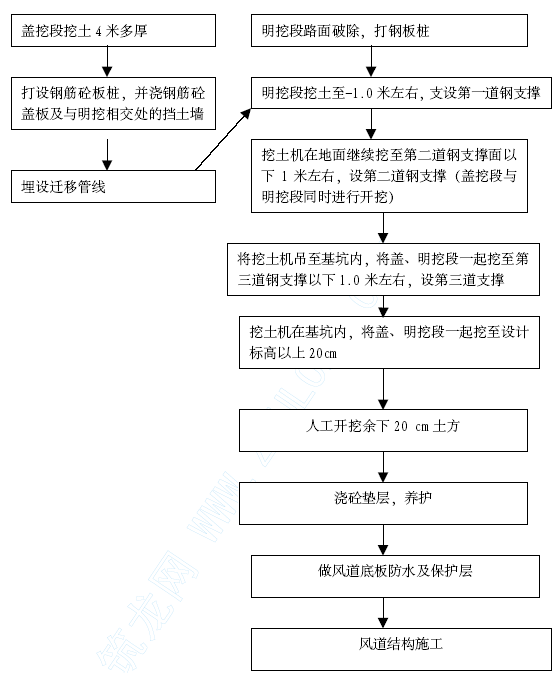 盖挖段挖土4米多厚
打设钢筋砼板桩，并浇钢筋砼
盖板及与明挖相交处的挡土墙
埋设迁移管线
明挖段路面破除，打钢板桩
明挖段挖土至-1.0米左右，支设第一道钢支撑
挖土机在地面继续挖至第二道钢支撑面以
下 1 米左右，设第二道钢支撑（盖挖段与
明挖段同时进行开挖）
将挖土机吊至基坑内，将盖、明挖段一起挖至第
三道钢支撑以下1.0米左右，设第三道支撑
挖土机在基坑内，将盖、明挖段一起挖至设计
标高以上20cm
人工开挖余下20 cm土方
浇砼垫层，养护
做风道底板防水及保护层
风道结构施工